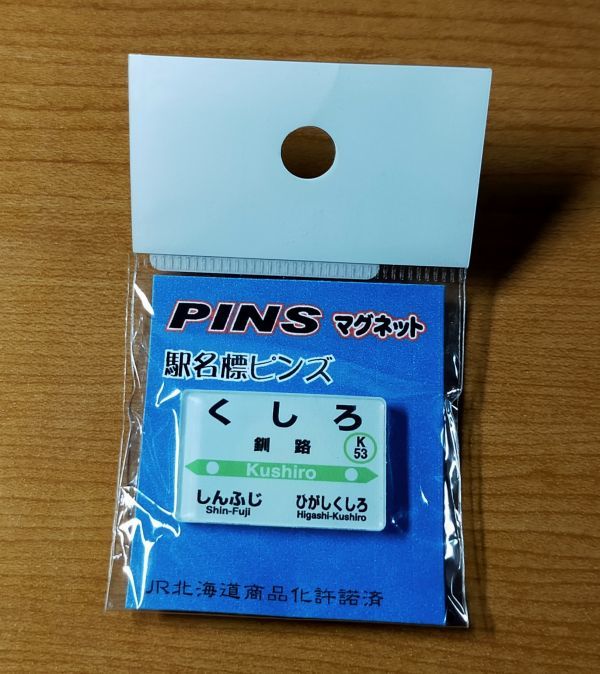 PINS マグネット
駅名標ピンズ
くしろ
釧路
K
53
Kushiro
しんふじ ひがしくしろ
Shin-Fuji Higashi-Kushiro
JR北海道商品化許諾済